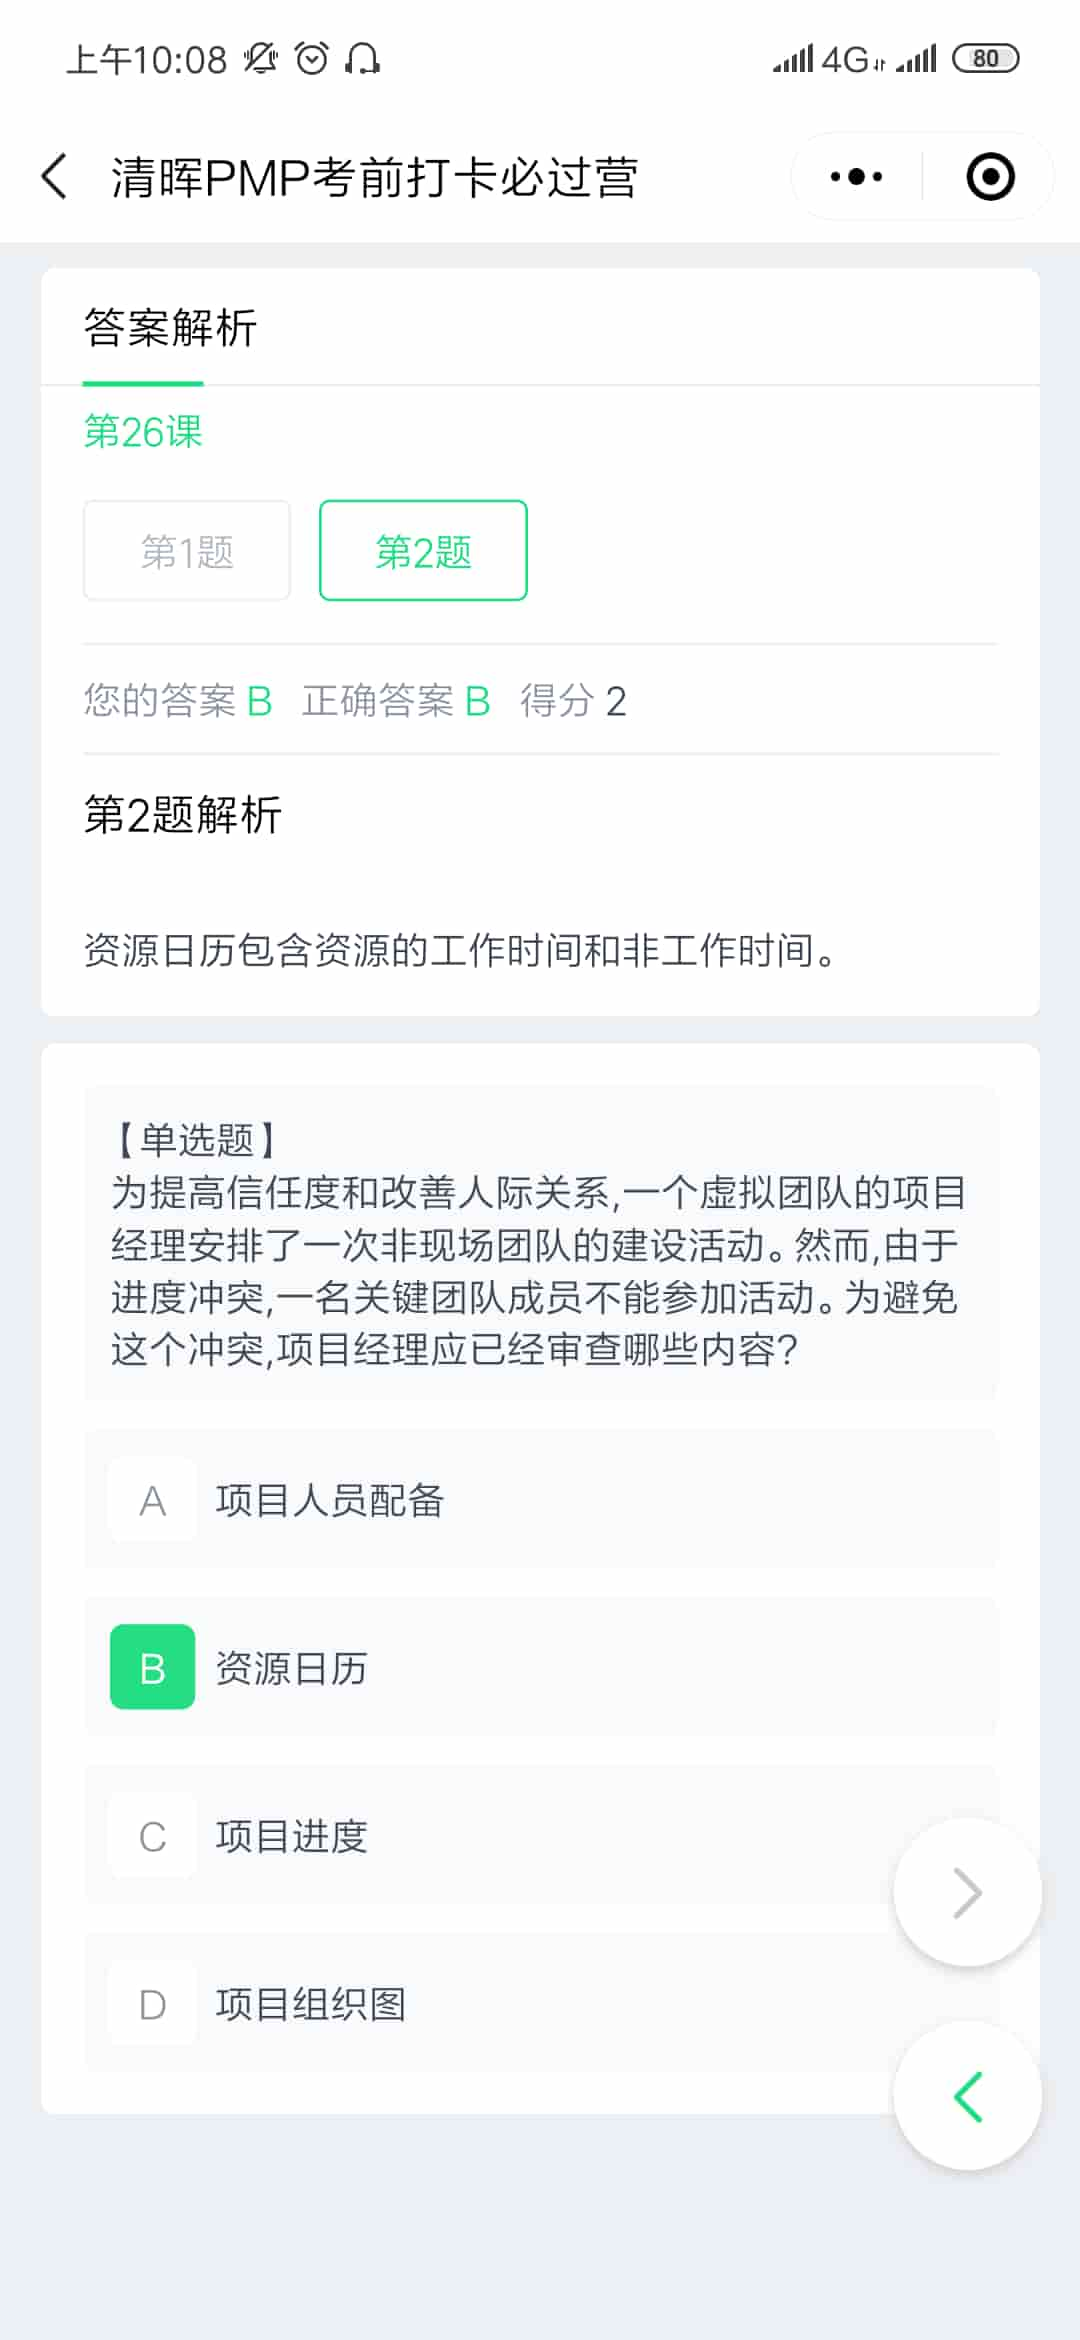 上午10:08 4G 80
清晖PMP考前打卡必过营
答案解析
第26课
第1题 第2题
您的答案 B 正确答案 B 得分 2
第2题解析
资源日历包含资源的工作时间和非工作时间。
【单选题】
为提高信任度和改善人际关系,一个虚拟团队的项目
经理安排了一次非现场团队的建设活动。然而,由于
进度冲突,一名关键团队成员不能参加活动。为避免
这个冲突,项目经理应已经审查哪些内容?
A 项目人员配备
B 资源日历
C 项目进度
D 项目组织图